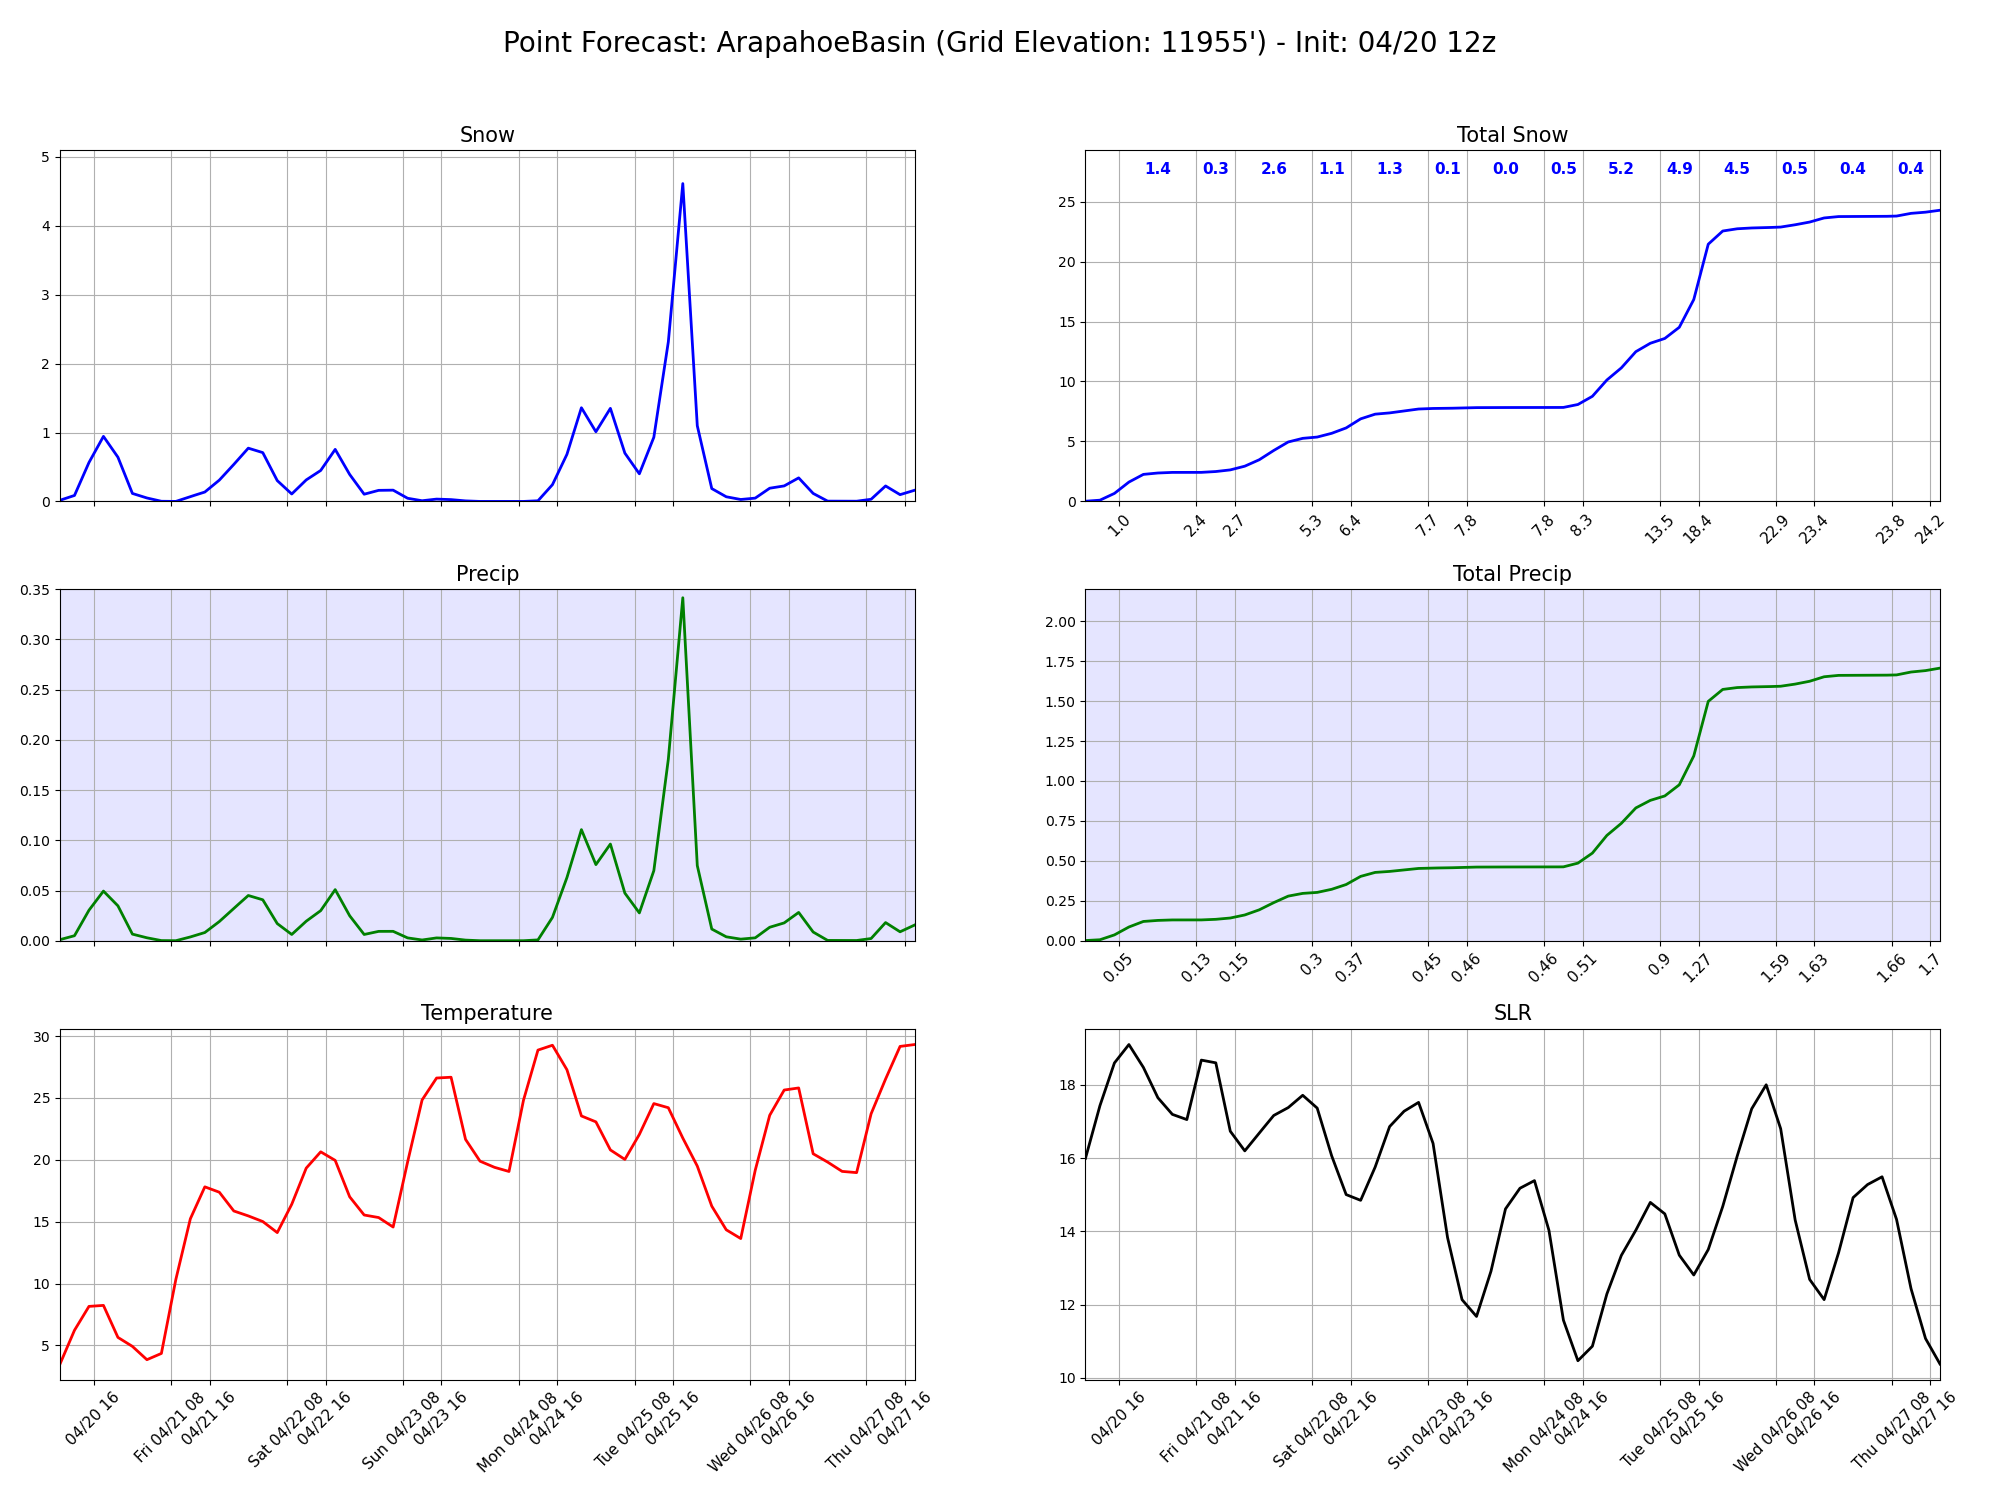 Point Forecast: ArapahoeBasin (Grid Elevation: 11955') - Init: 04/20 12z
Snow
5
4
3
2
1
0
Total Snow
1.4 0.3 2.6 1.1 1.3 0.1 0.0 0.5 5.2 4.9 4.5 0.5 0.4 0.4
25
20
15
10
5
0
1.0 2.4 2.7 5.3 6.4 7.7 7.8 7.8 8.3 13.5 18.4 22.9 23.4 23.8 24.2
Precip
0.35
0.30
0.25
0.20
0.15
0.10
0.05
0.00
Total Precip
2.00
1.75
1.50
1.25
1.00
0.75
0.50
0.25
0.00
0.05 0.13 0.15 0.3 0.37 0.45 0.46 0.46 0.51 0.9 1.27 1.59 1.63 1.66 1.7
Temperature
30
25
20
15
10
5
04/20 16
Fri 04/21 08
04/21 16
Sat 04/22 08
04/22 16
Sun 04/23 08
04/23 16
Mon 04/24 08
04/24 16
Tue 04/25 08
04/25 16
Wed 04/26 08
04/26 16
Thu 04/27 08
04/27 16
SLR
18
16
14
12
10
04/20 16
Fri 04/21 08
04/21 16
Sat 04/22 08
04/22 16
Sun 04/23 08
04/23 16
Mon 04/24 08
04/24 16
Tue 04/25 08
04/25 16
Wed 04/26 08
04/26 16
Thu 04/27 08
04/27 16